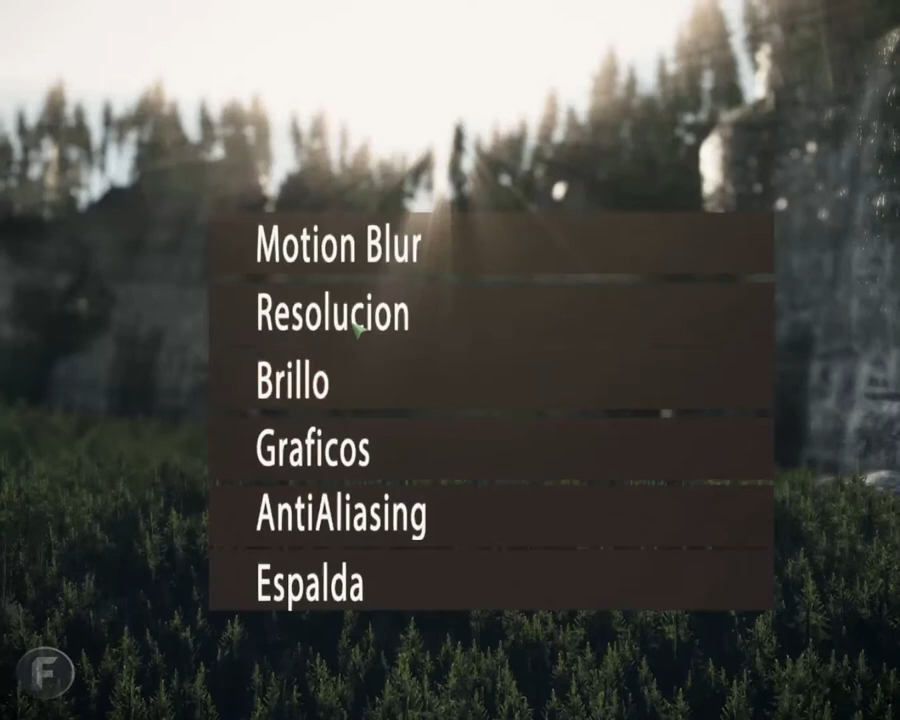 Motion Blur
Resolucion
Brillo
Graficos
AntiAliasing
Espalda
F